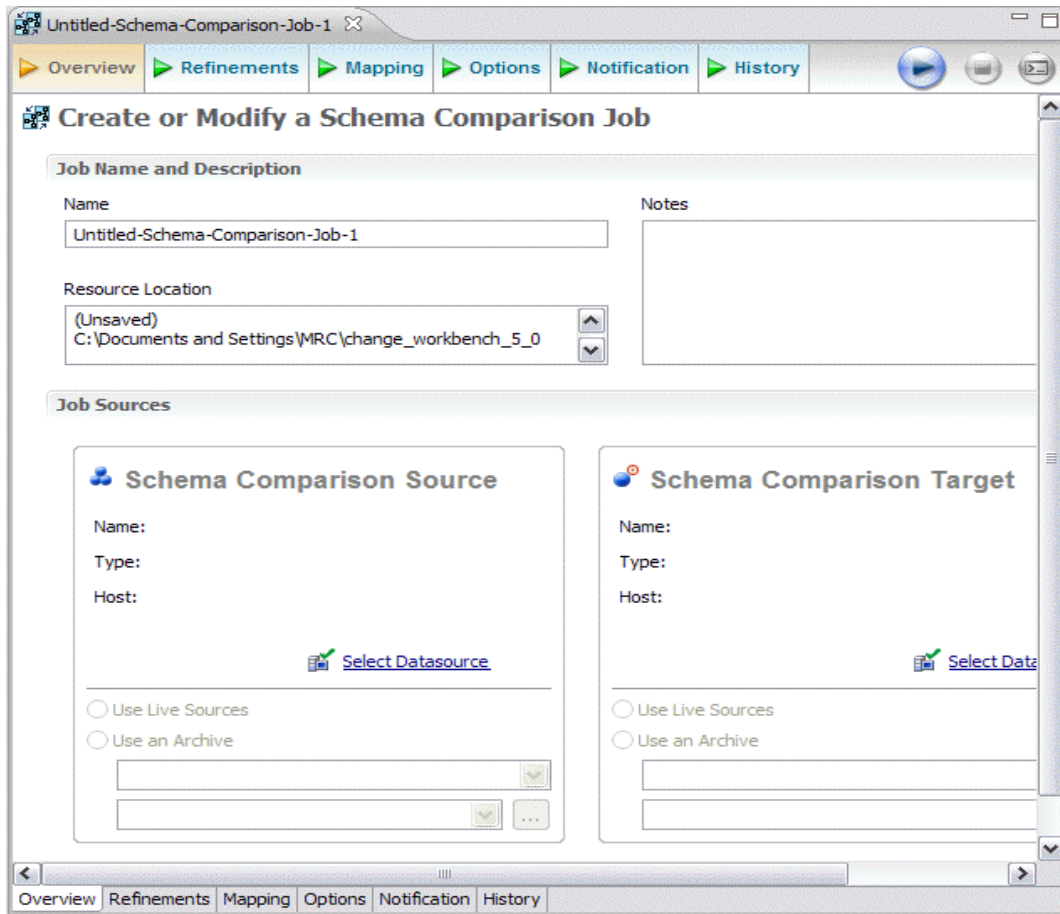 Untitled-Schema-Comparison-Job-1
Overview Refinements Mapping Options Notification History
Create or Modify a Schema Comparison Job
Job Name and Description
Name Notes
Untitled-Schema-Comparison-Job-1
Resource Location
(Unsaved)
C:\Documents and Settings\MRC\change_workbench_5_0
Job Sources
Schema Comparison Source Schema Comparison Target
Name: Name:
Type: Type:
Host: Host:
Select Datasource Select Data
Use Live Sources Use Live Sources
Use an Archive Use an Archive
...
Overview Refinements Mapping Options Notification History